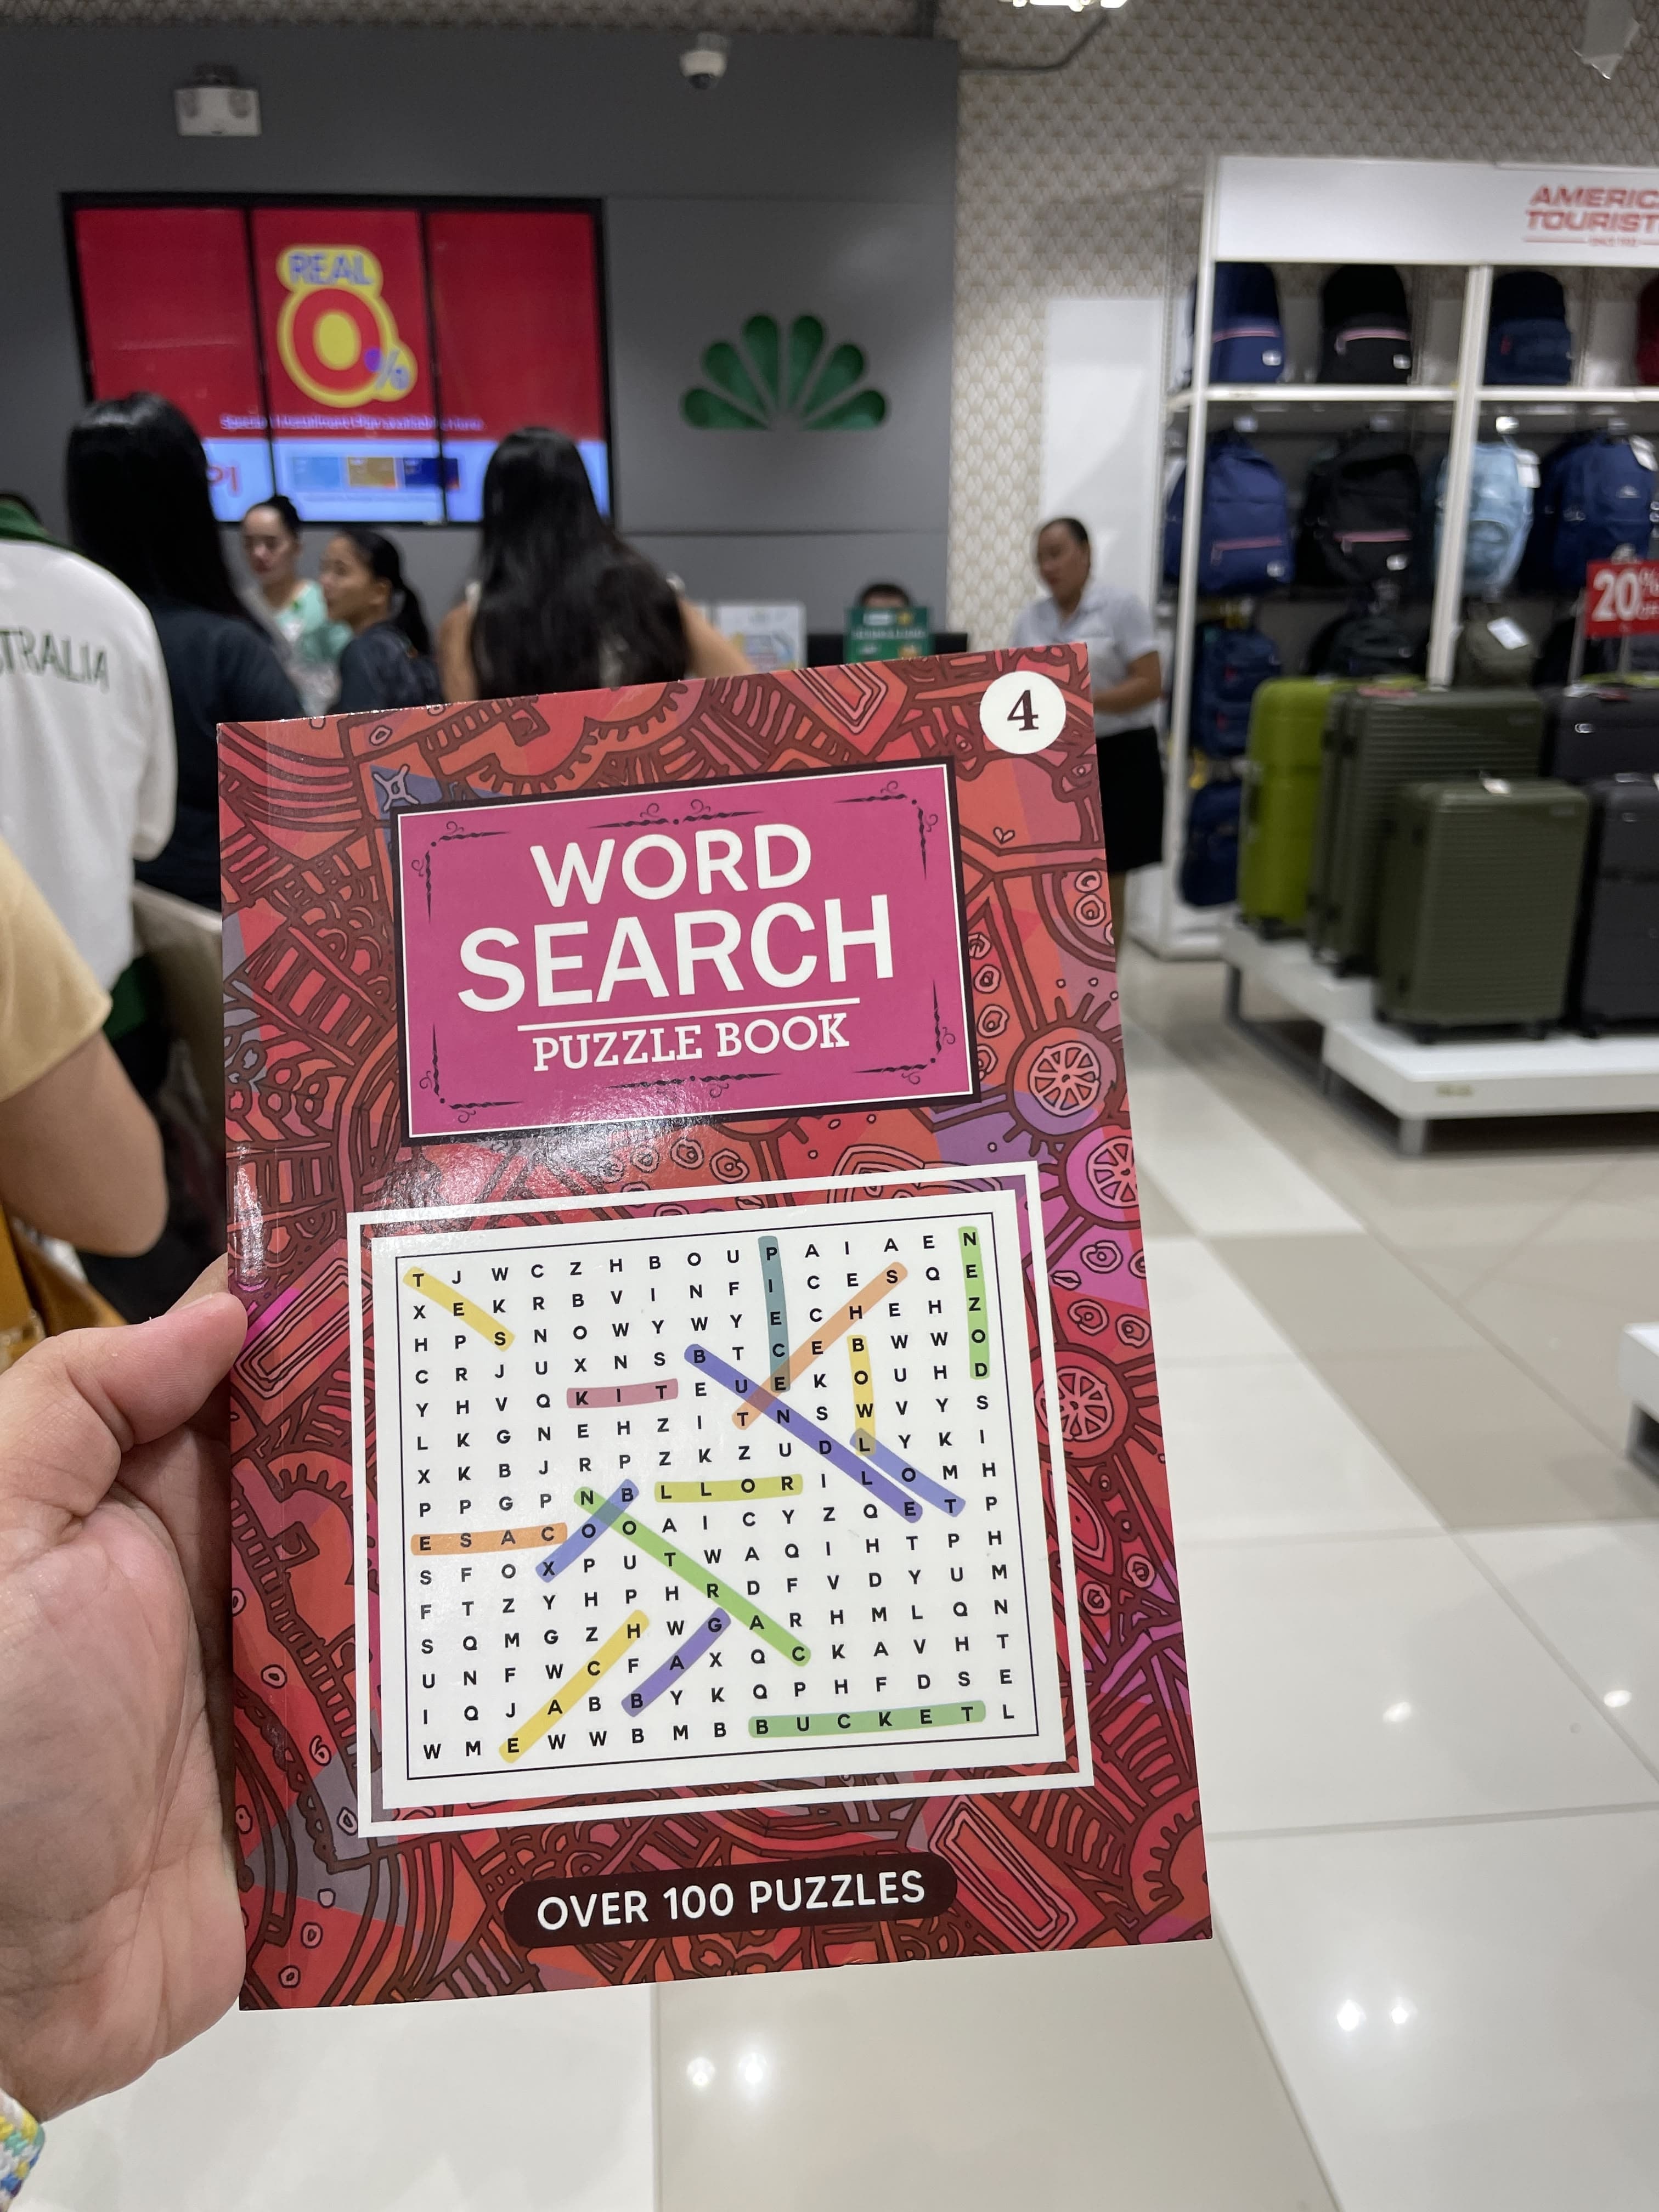 REAL
0%
AMERIC
TOURIST
TRALIA
20%
4
WORD
SEARCH
PUZZLE BOOK
T J W C Z H B O U P A I A E N
X E K R B V I N F I C E S Q E
H P S N O W Y W Y E C H E H Z
C R J U X N S B T C E B W W O
Y H V Q K I T E U E K O U H D
L K G N E H Z I T N S W V Y S
X K B J R P Z K Z U D L Y K I
P P G P N B L L O R I L O M H
E S A C O O A I C Y Z Q E T P
S F O X P U T W A Q I H T P H
F T Z Y H P H R D F V D Y U M
S Q M G Z H W G A R H M L Q N
U N F W C F A X Q C K A V H T
I Q J A B B Y K Q P H F D S E
W M E W W B M B B U C K E T L
OVER 100 PUZZLES